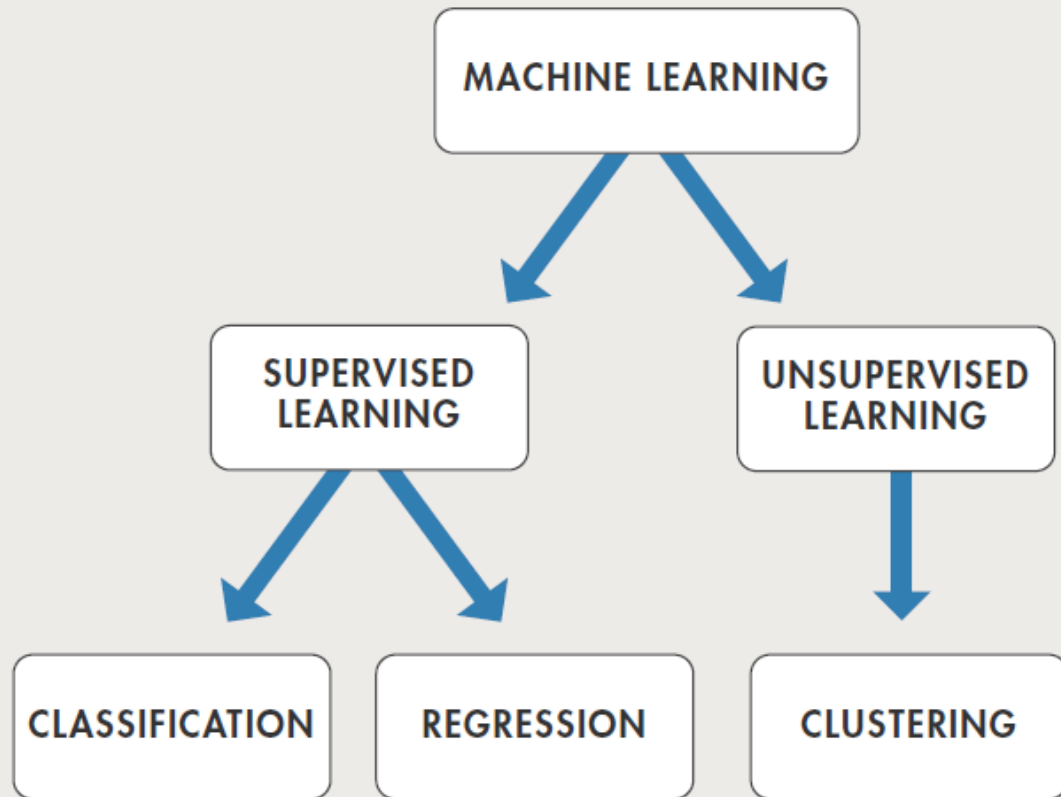 MACHINE LEARNING
SUPERVISED
LEARNING
UNSUPERVISED
LEARNING
CLASSIFICATION
REGRESSION
CLUSTERING